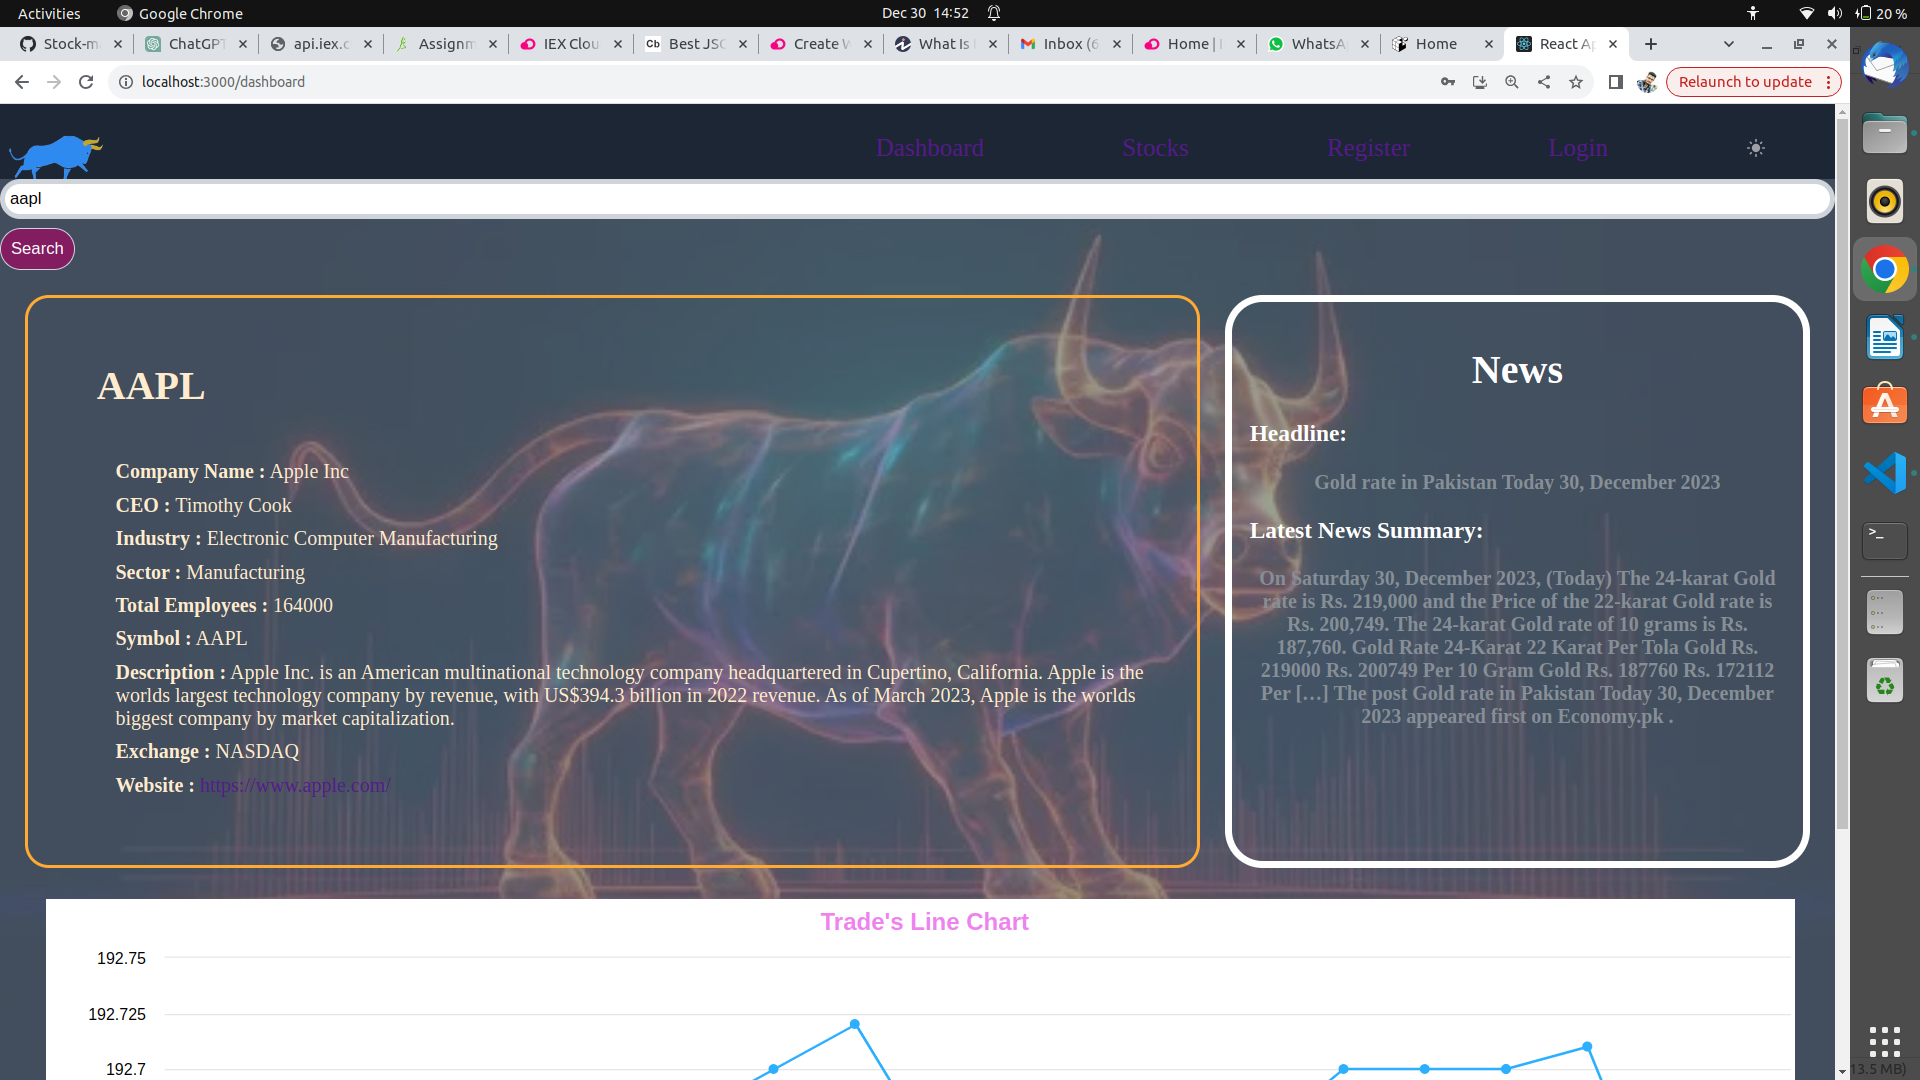 Activities
Google Chrome
Dec 30 14:52
20 %
Stock-m
ChatGPT
api.iex.c
Assignm
IEX Clou
Best JSO
Create W
What Is
Inbox (6
Home | I
WhatsA
Home
React Ap
localhost:3000/dashboard
Relaunch to update
Dashboard
Stocks
Register
Login
aapl
Search
AAPL
Company Name : Apple Inc
CEO : Timothy Cook
Industry : Electronic Computer Manufacturing
Sector : Manufacturing
Total Employees : 164000
Symbol : AAPL
Description : Apple Inc. is an American multinational technology company headquartered in Cupertino, California. Apple is the
worlds largest technology company by revenue, with US$394.3 billion in 2022 revenue. As of March 2023, Apple is the worlds
biggest company by market capitalization.
Exchange : NASDAQ
Website : https://www.apple.com/
News
Headline:
Gold rate in Pakistan Today 30, December 2023
Latest News Summary:
On Saturday 30, December 2023, (Today) The 24-karat Gold
rate is Rs. 219,000 and the Price of the 22-karat Gold rate is
Rs. 200,749. The 24-karat Gold rate of 10 grams is Rs.
187,760. Gold Rate 24-Karat 22 Karat Per Tola Gold Rs.
219000 Rs. 200749 Per 10 Gram Gold Rs. 187760 Rs. 172112
Per […] The post Gold rate in Pakistan Today 30, December
2023 appeared first on Economy.pk .
Trade's Line Chart
192.75
192.725
192.7
13.5 MB)